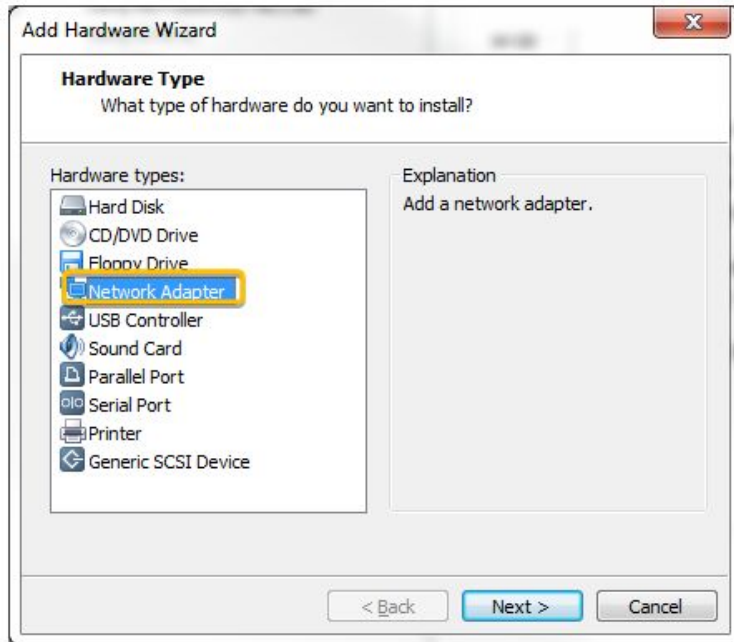 Add Hardware Wizard
Hardware Type
What type of hardware do you want to install?
Hardware types:
Hard Disk
CD/DVD Drive
Floppy Drive
Network Adapter
USB Controller
Sound Card
Parallel Port
Serial Port
Printer
Generic SCSI Device
Explanation
Add a network adapter.
< Back
Next >
Cancel